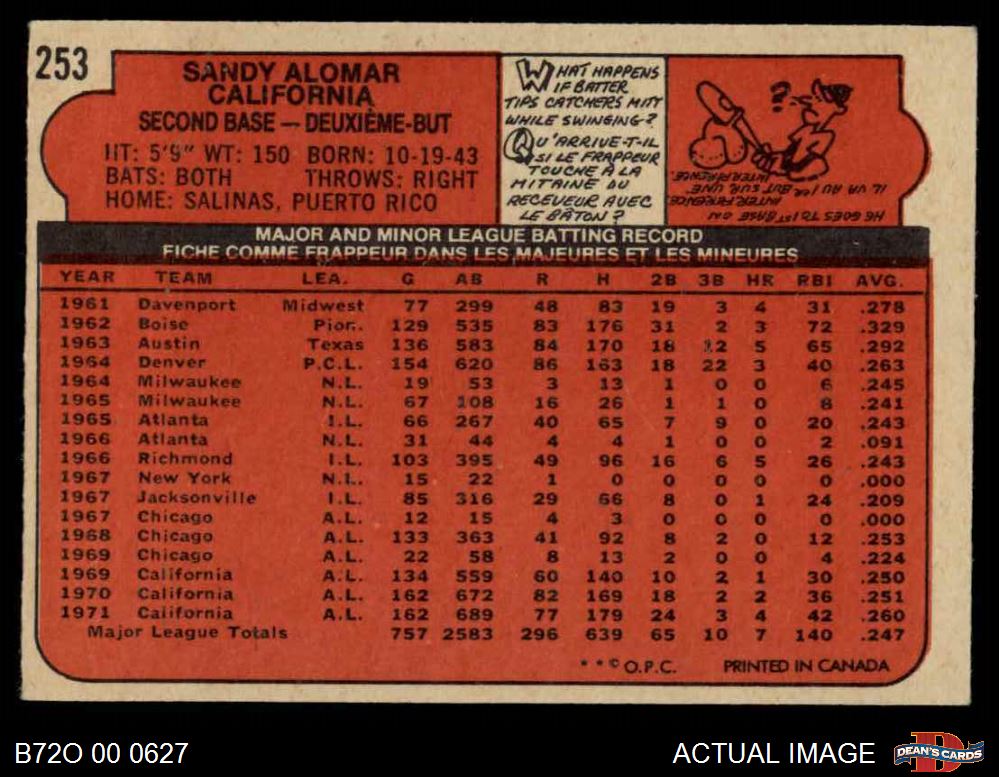 253
SANDY ALOMAR
CALIFORNIA
SECOND BASE — DEUXIÈME-BUT
HT: 5'9" WT: 150 BORN: 10-19-43
BATS: BOTH THROWS: RIGHT
HOME: SALINAS, PUERTO RICO
WHAT HAPPENS
IF BATTER
TIPS CATCHERS MITT
WHILE SWINGING?
QU'ARRIVE-T-IL
SI LE FRAPPEUR
TOUCHE À LA
MITAINE DU
RECEVEUR AVEC
LE BÂTON?
?
HE GOES TO 1ST BASE ON
INTERFERENCE.
IL VA AU 1er BUT SUR UNE
"INTERFERENCE".
MAJOR AND MINOR LEAGUE BATTING RECORD
FICHE COMME FRAPPEUR DANS LES MAJEURES ET LES MINEURES
YEAR TEAM LEA. G AB R H 2B 3B HR RBI AVG.
1961 Davenport Midwest 77 299 48 83 19 3 4 31 .278
1962 Boise Pion. 129 535 83 176 31 2 3 72 .329
1963 Austin Texas 136 583 84 170 18 12 5 65 .292
1964 Denver P.C.L. 154 620 86 163 18 22 3 40 .263
1964 Milwaukee N.L. 19 53 3 13 1 0 0 6 .245
1965 Milwaukee N.L. 67 108 16 26 1 1 0 8 .241
1965 Atlanta I.L. 66 267 40 65 7 9 0 20 .243
1966 Atlanta N.L. 31 44 4 4 1 0 0 2 .091
1966 Richmond I.L. 103 395 49 96 16 6 5 26 .243
1967 New York N.L. 15 22 1 0 0 0 0 0 .000
1967 Jacksonville I.L. 85 316 29 66 8 0 1 24 .209
1967 Chicago A.L. 12 15 4 3 0 0 0 0 .000
1968 Chicago A.L. 133 363 41 92 8 2 0 12 .253
1969 Chicago A.L. 22 58 8 13 2 0 0 4 .224
1969 California A.L. 134 559 60 140 10 2 1 30 .250
1970 California A.L. 162 672 82 169 18 2 2 36 .251
1971 California A.L. 162 689 77 179 24 3 4 42 .260
Major League Totals 757 2583 296 639 65 10 7 140 .247
* * © O.P.C. PRINTED IN CANADA
B72O 00 0627
ACTUAL IMAGE
D
DEAN'S CARDS